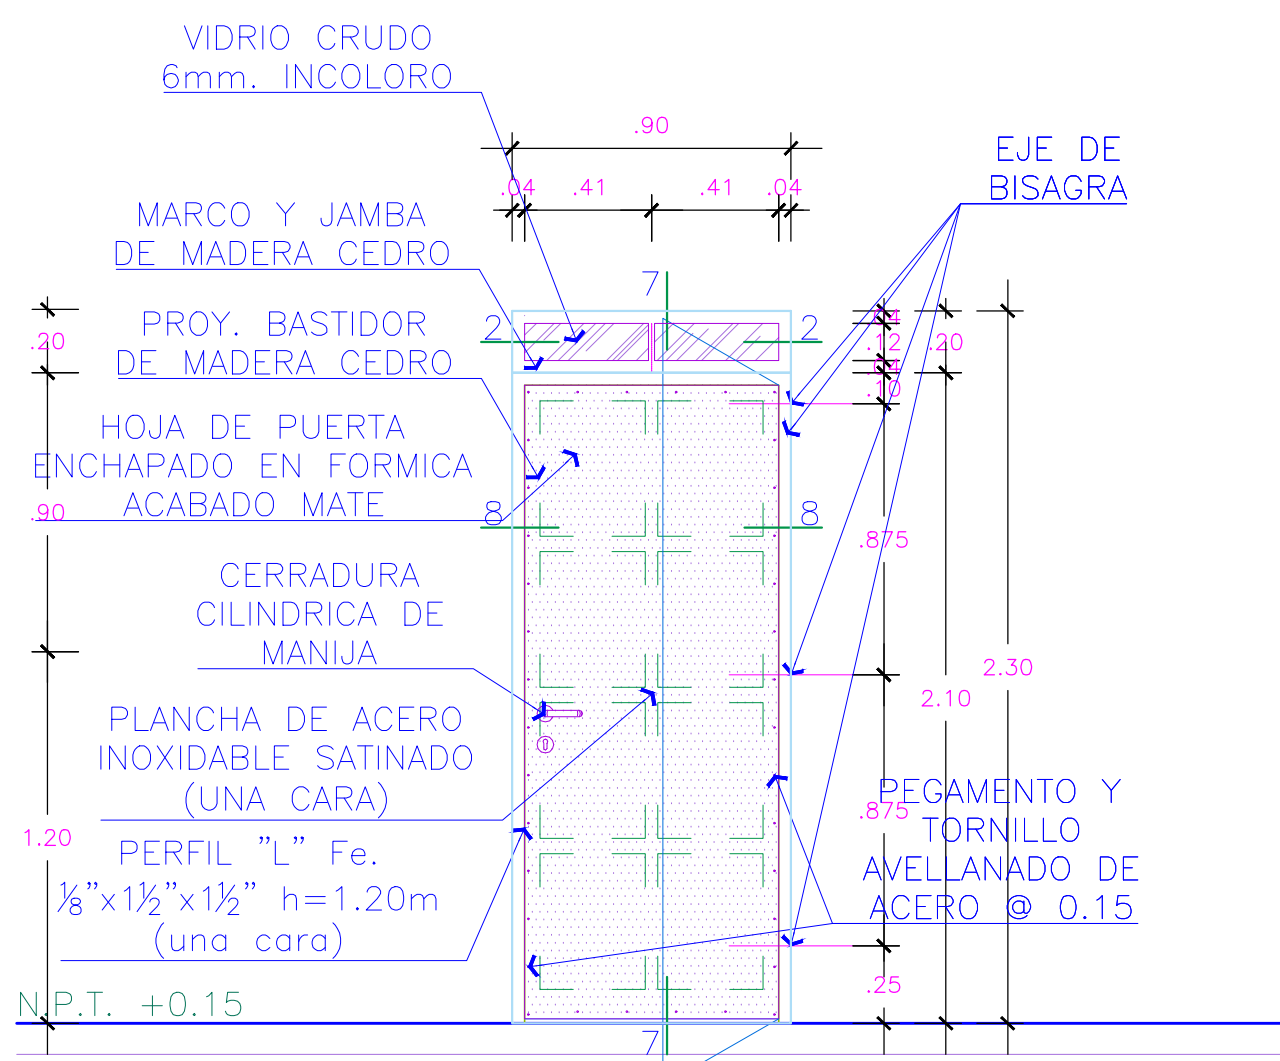 VIDRIO CRUDO
6mm. INCOLORO
.90
.04 .41 .41 .04
EJE DE
BISAGRA
MARCO Y JAMBA
DE MADERA CEDRO
7
PROY. BASTIDOR
DE MADERA CEDRO
2 2
.20
.04
.12
.04
.10
.20
HOJA DE PUERTA
ENCHAPADO EN FORMICA
ACABADO MATE
.90
8 8
.875
CERRADURA
CILINDRICA DE
MANIJA
2.30
2.10
PLANCHA DE ACERO
INOXIDABLE SATINADO
(UNA CARA)
1.20
.875
PEGAMENTO Y
TORNILLO
AVELLANADO DE
ACERO @ 0.15
PERFIL "L" Fe.
⅛"x1½"x1½" h=1.20m
(una cara)
.25
N.P.T. +0.15
7